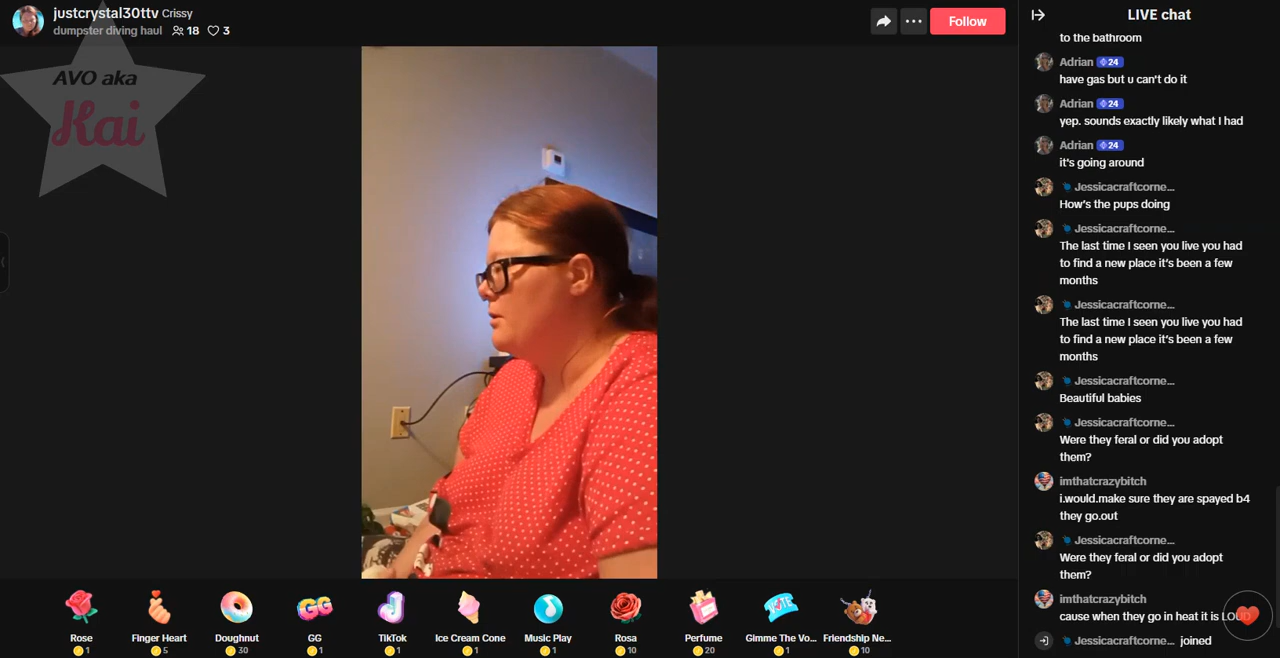 justcrystal30ttv Crissy
dumpster diving haul 18 3
Follow
LIVE chat
AVO aka
Kai
to the bathroom
Adrian 24
have gas but u can't do it
Adrian 24
yep. sounds exactly likely what I had
Adrian 24
it's going around
Jessicacraftcorne...
How's the pups doing
Jessicacraftcorne...
The last time I seen you live you had
to find a new place it's been a few
months
Jessicacraftcorne...
The last time I seen you live you had
to find a new place it's been a few
months
Jessicacraftcorne...
Beautiful babies
Jessicacraftcorne...
Were they feral or did you adopt
them?
imthatcrazybitch
i.would.make sure they are spayed b4
they go.out
Jessicacraftcorne...
Were they feral or did you adopt
them?
imthatcrazybitch
cause when they go in heat it is LOUD
Jessicacraftcorne... joined
GG
VOTE
Rose Finger Heart Doughnut GG TikTok Ice Cream Cone Music Play Rosa Perfume Gimme The Vo... Friendship Ne...
1 5 30 1 1 1 1 10 20 1 10